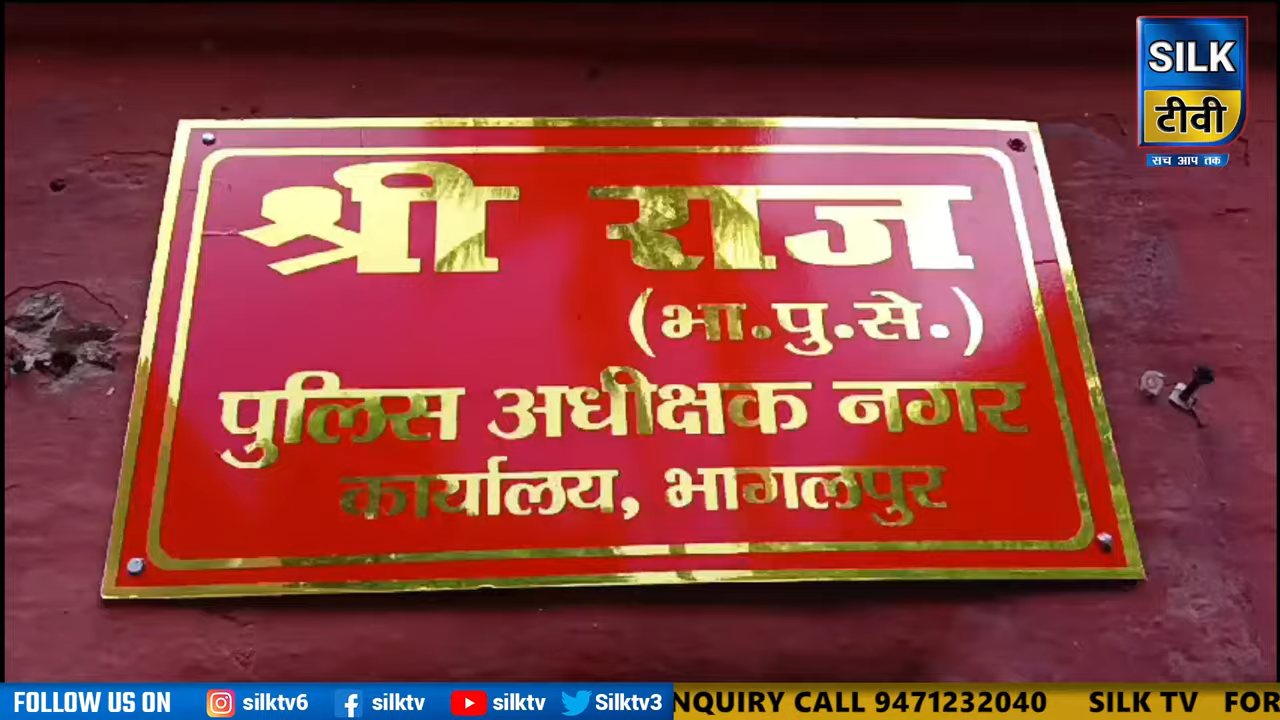 SILK
टीवी
सच आप तक
श्री राज
(भा.पु.से.)
पुलिस अधीक्षक नगर
कार्यालय, भागलपुर
FOLLOW US ON silktv6 silktv silktv Silktv3 NQUIRY CALL 9471232040 SILK TV FOR